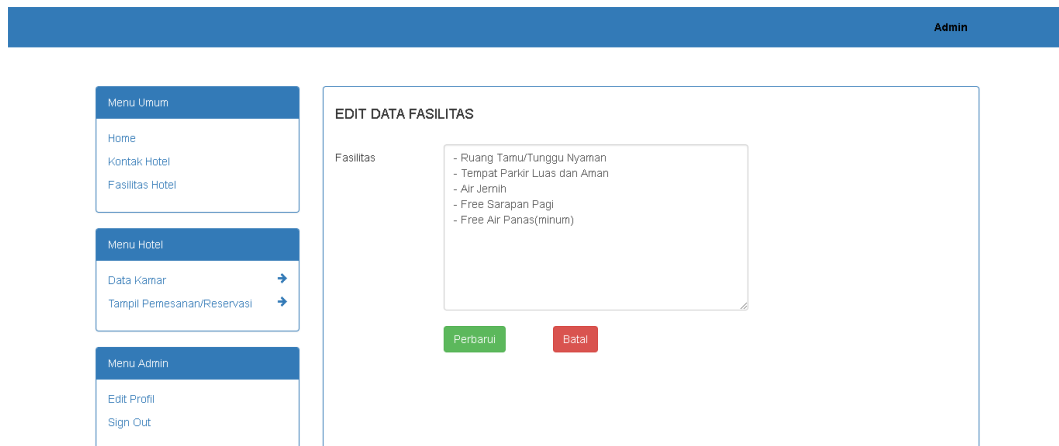 Admin
Menu Umum
Home
Kontak Hotel
Fasilitas Hotel
Menu Hotel
Data Kamar
Tampil Pemesanan/Reservasi
Menu Admin
Edit Profil
Sign Out
EDIT DATA FASILITAS
Fasilitas
- Ruang Tamu/Tunggu Nyaman
- Tempat Parkir Luas dan Aman
- Air Jernih
- Free Sarapan Pagi
- Free Air Panas(minum)
Perbarui
Batal